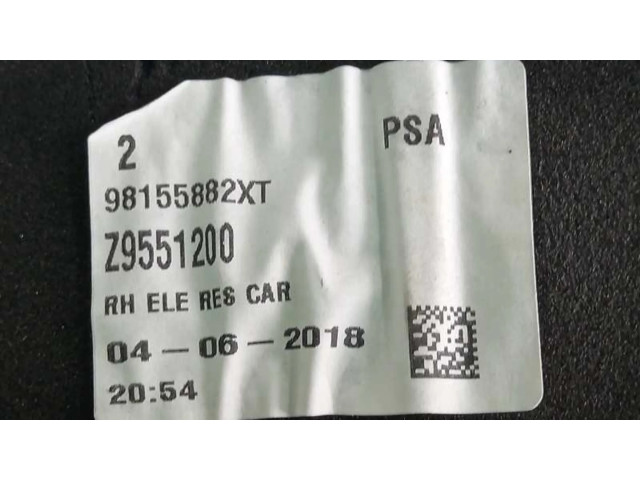 2
PSA
98155882XT
Z9551200
RH ELE RES CAR
04-06-2018
20:54